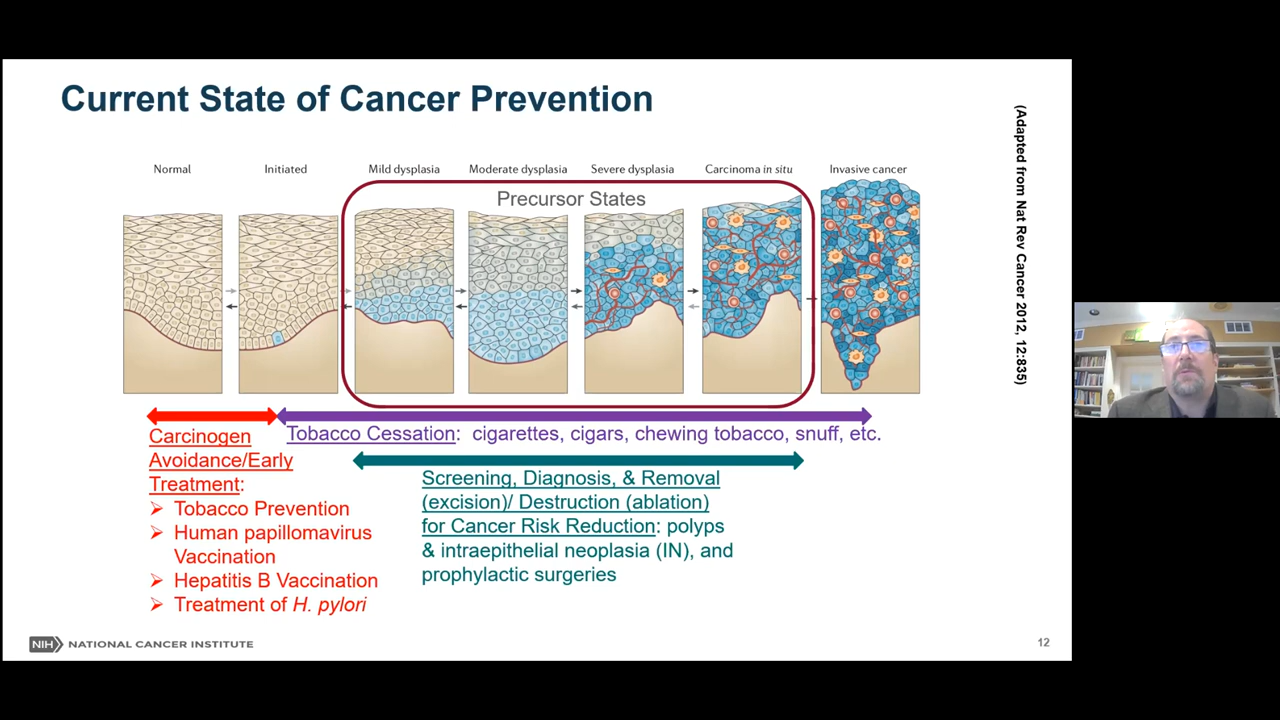 Current State of Cancer Prevention
(Adapted from Nat Rev Cancer 2012, 12:835)
Normal
Initiated
Mild dysplasia
Moderate dysplasia
Severe dysplasia
Carcinoma in situ
Invasive cancer
Precursor States
Carcinogen
Avoidance/Early
Treatment:
➢ Tobacco Prevention
➢ Human papillomavirus
Vaccination
➢ Hepatitis B Vaccination
➢ Treatment of H. pylori
Tobacco Cessation: cigarettes, cigars, chewing tobacco, snuff, etc.
Screening, Diagnosis, & Removal
(excision)/ Destruction (ablation)
for Cancer Risk Reduction: polyps
& intraepithelial neoplasia (IN), and
prophylactic surgeries
NIH NATIONAL CANCER INSTITUTE
12